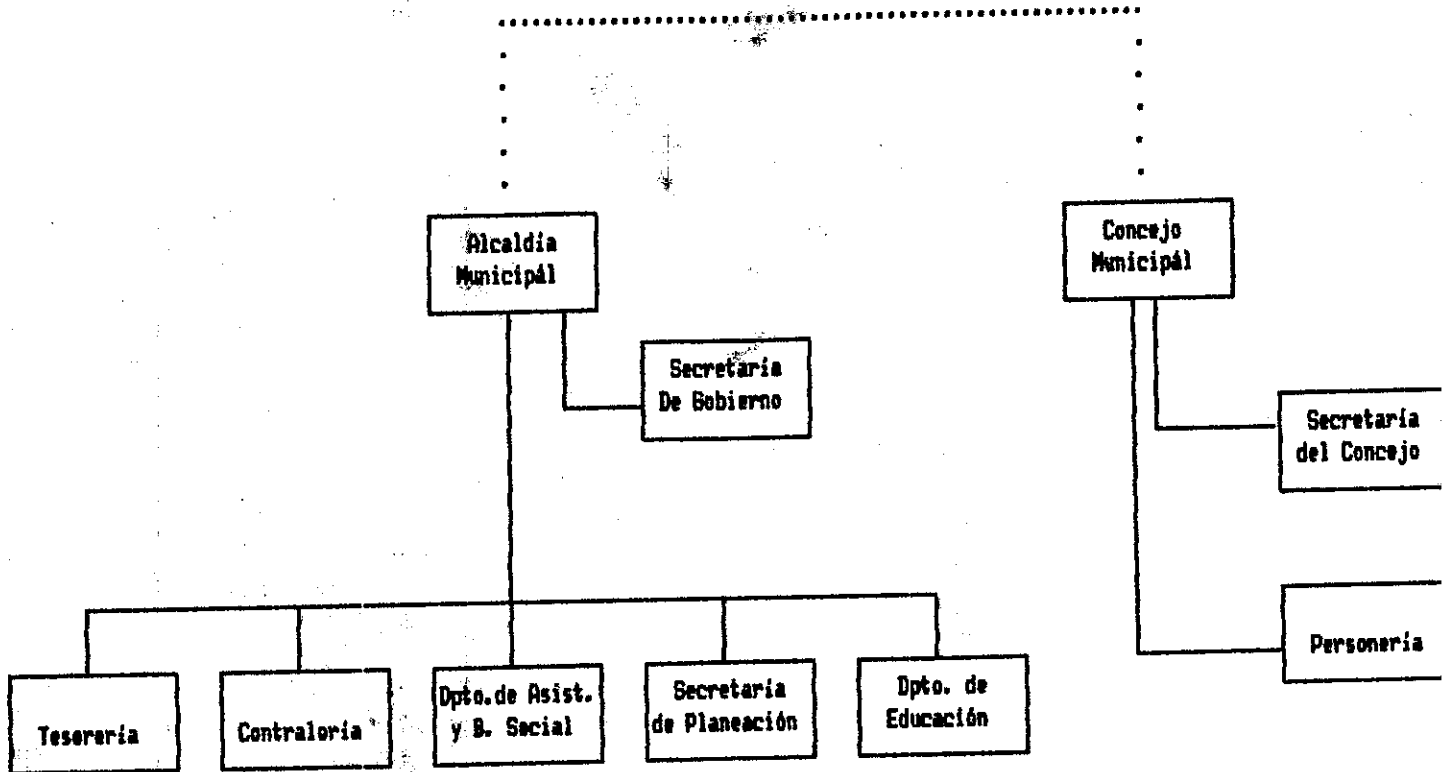 Alcaldía
Municipál
Concejo
Municipál
Secretaría
De Gobierno
Secretaría
del Concejo
Personería
Tesorería
Contraloría
Dpto.de Asist.
y B. Social
Secretaría
de Planeación
Dpto. de
Educación